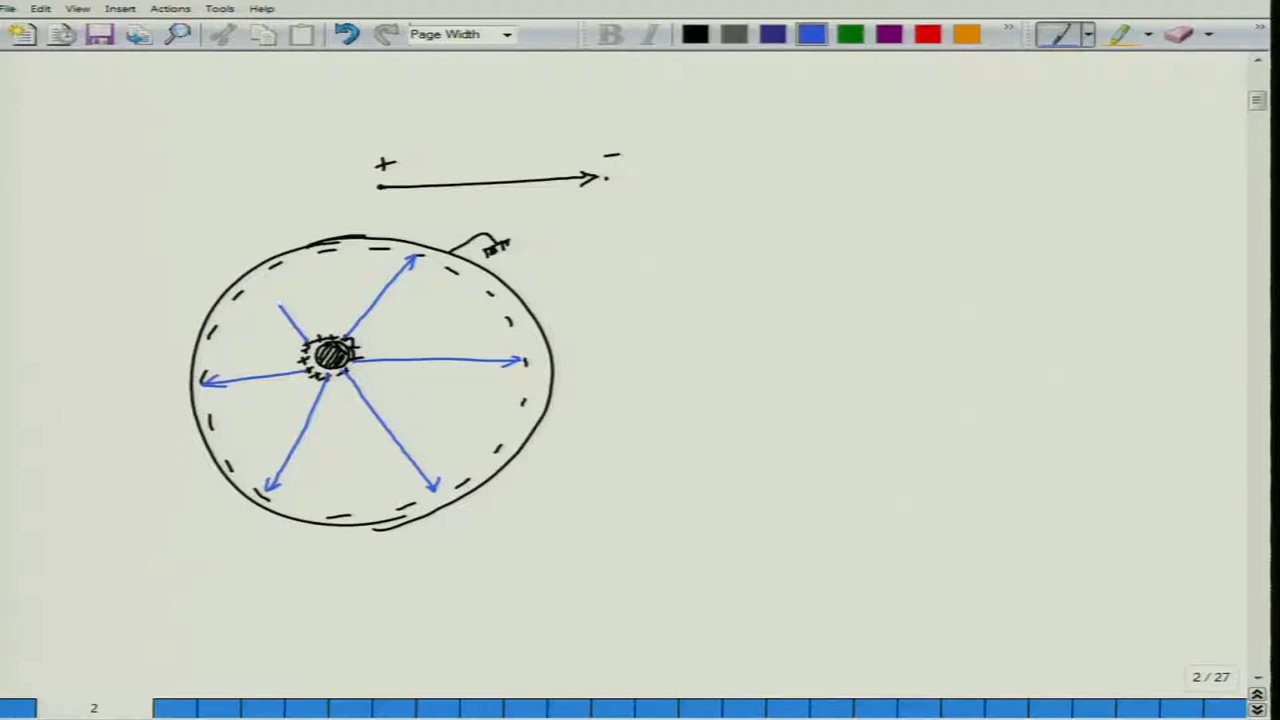 File Edit View Insert Actions Tools Help
Page Width
B I
+ -
2 / 27
2